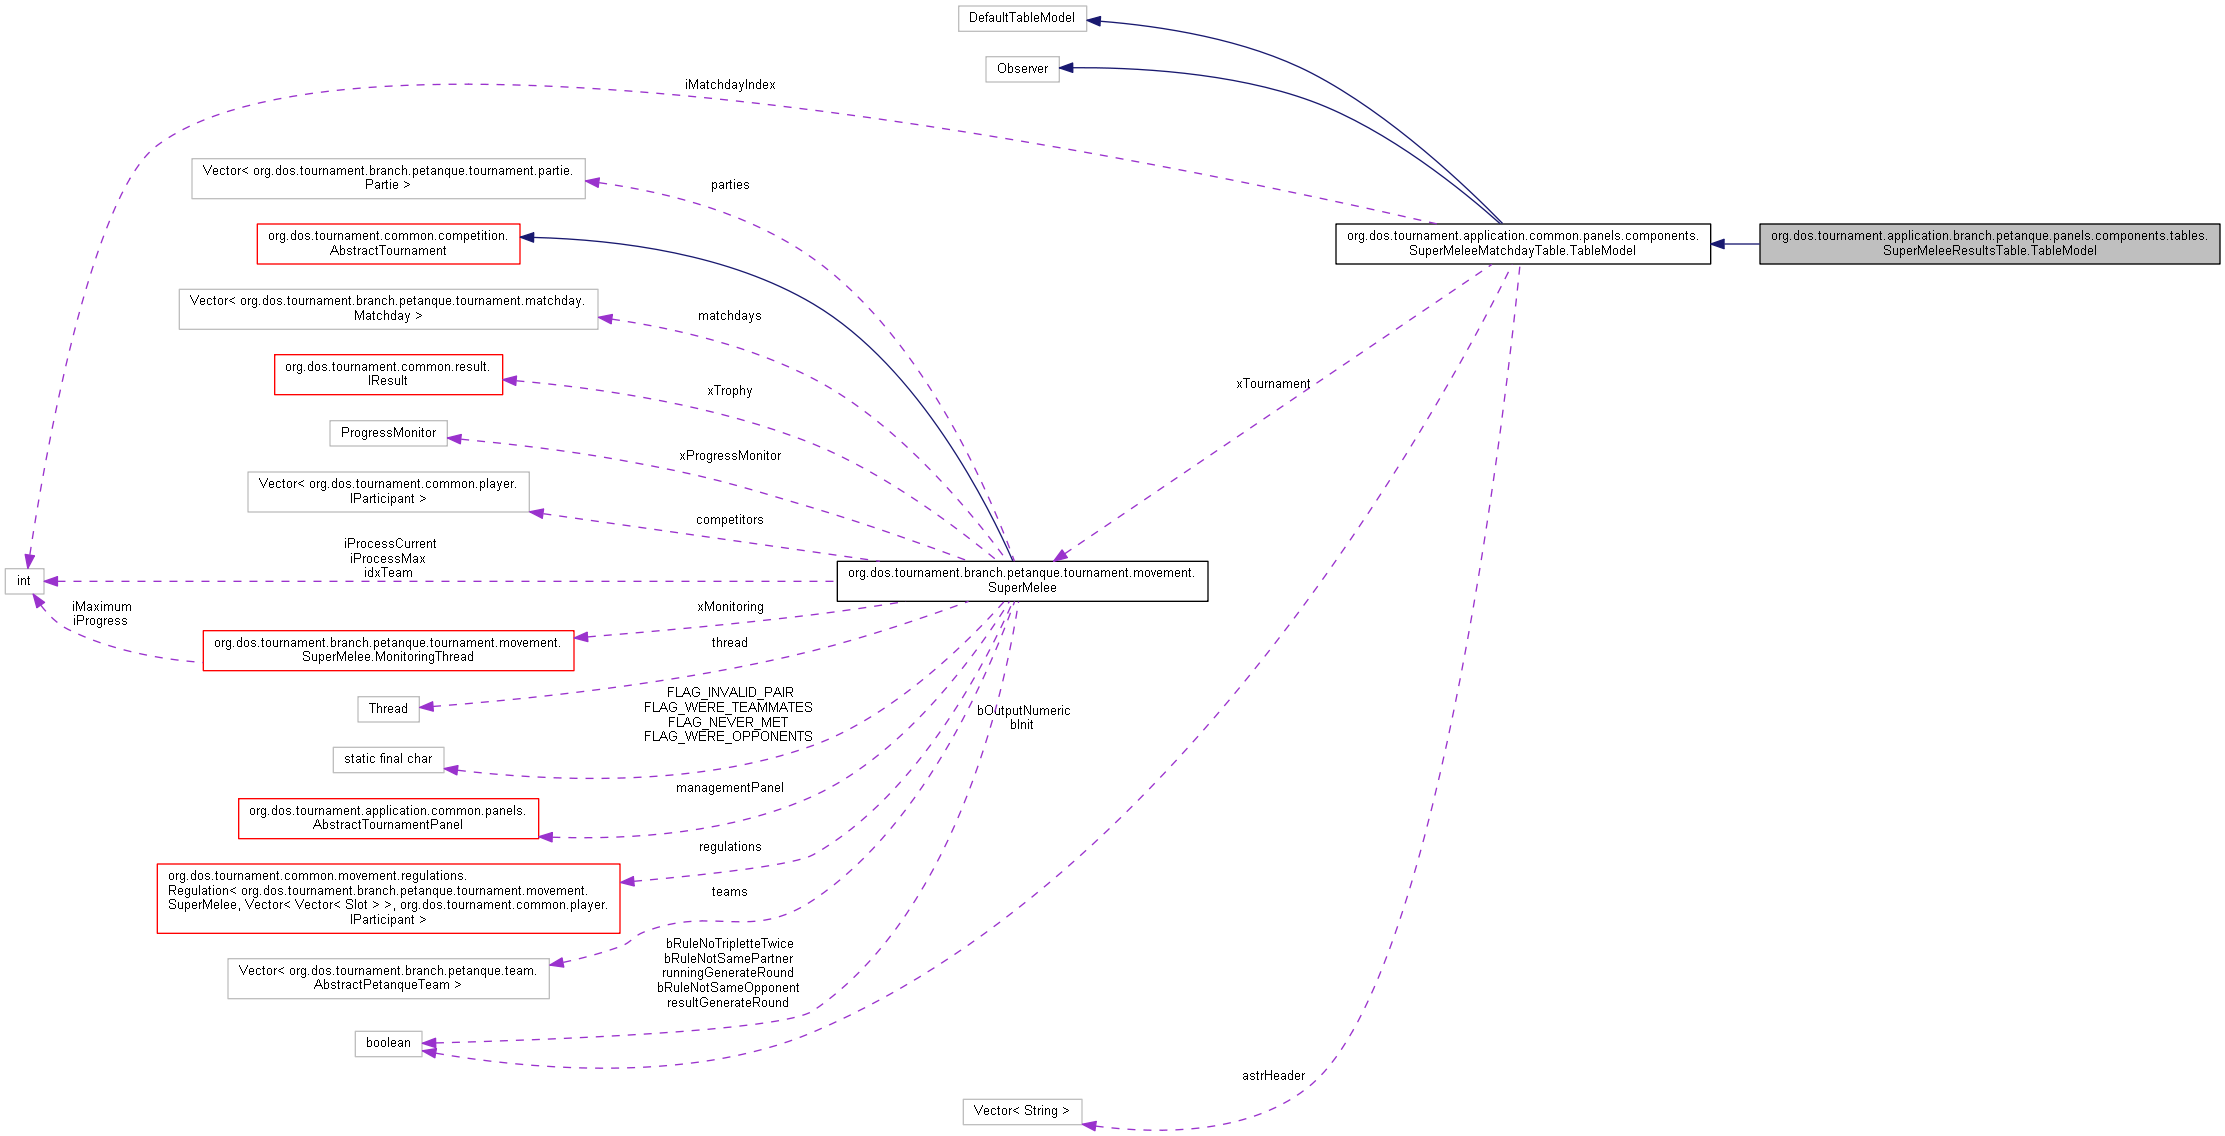 DefaultTableModel
Observer
iMatchdayIndex
Vector< org.dos.tournament.branch.petanque.tournament.partie.
Partie >
parties
org.dos.tournament.common.competition.
AbstractTournament
org.dos.tournament.application.common.panels.components.
SuperMeleeMatchdayTable.TableModel
org.dos.tournament.application.branch.petanque.panels.components.tables.
SuperMeleeResultsTable.TableModel
Vector< org.dos.tournament.branch.petanque.tournament.matchday.
Matchday >
matchdays
org.dos.tournament.common.result.
IResult
xTrophy
xTournament
ProgressMonitor
xProgressMonitor
Vector< org.dos.tournament.common.player.
IParticipant >
competitors
iProcessCurrent
iProcessMax
idxTeam
int
org.dos.tournament.branch.petanque.tournament.movement.
SuperMelee
iMaximum
iProgress
xMonitoring
org.dos.tournament.branch.petanque.tournament.movement.
SuperMelee.MonitoringThread
thread
Thread
FLAG_INVALID_PAIR
FLAG_WERE_TEAMMATES
FLAG_NEVER_MET
FLAG_WERE_OPPONENTS
bOutputNumeric
bInit
static final char
managementPanel
org.dos.tournament.application.common.panels.
AbstractTournamentPanel
regulations
org.dos.tournament.common.movement.regulations.
Regulation< org.dos.tournament.branch.petanque.tournament.movement.
SuperMelee, Vector< Vector< Slot > >, org.dos.tournament.common.player.
IParticipant >
teams
Vector< org.dos.tournament.branch.petanque.team.
AbstractPetanqueTeam >
bRuleNoTripletteTwice
bRuleNotSamePartner
runningGenerateRound
bRuleNotSameOpponent
resultGenerateRound
boolean
astrHeader
Vector< String >